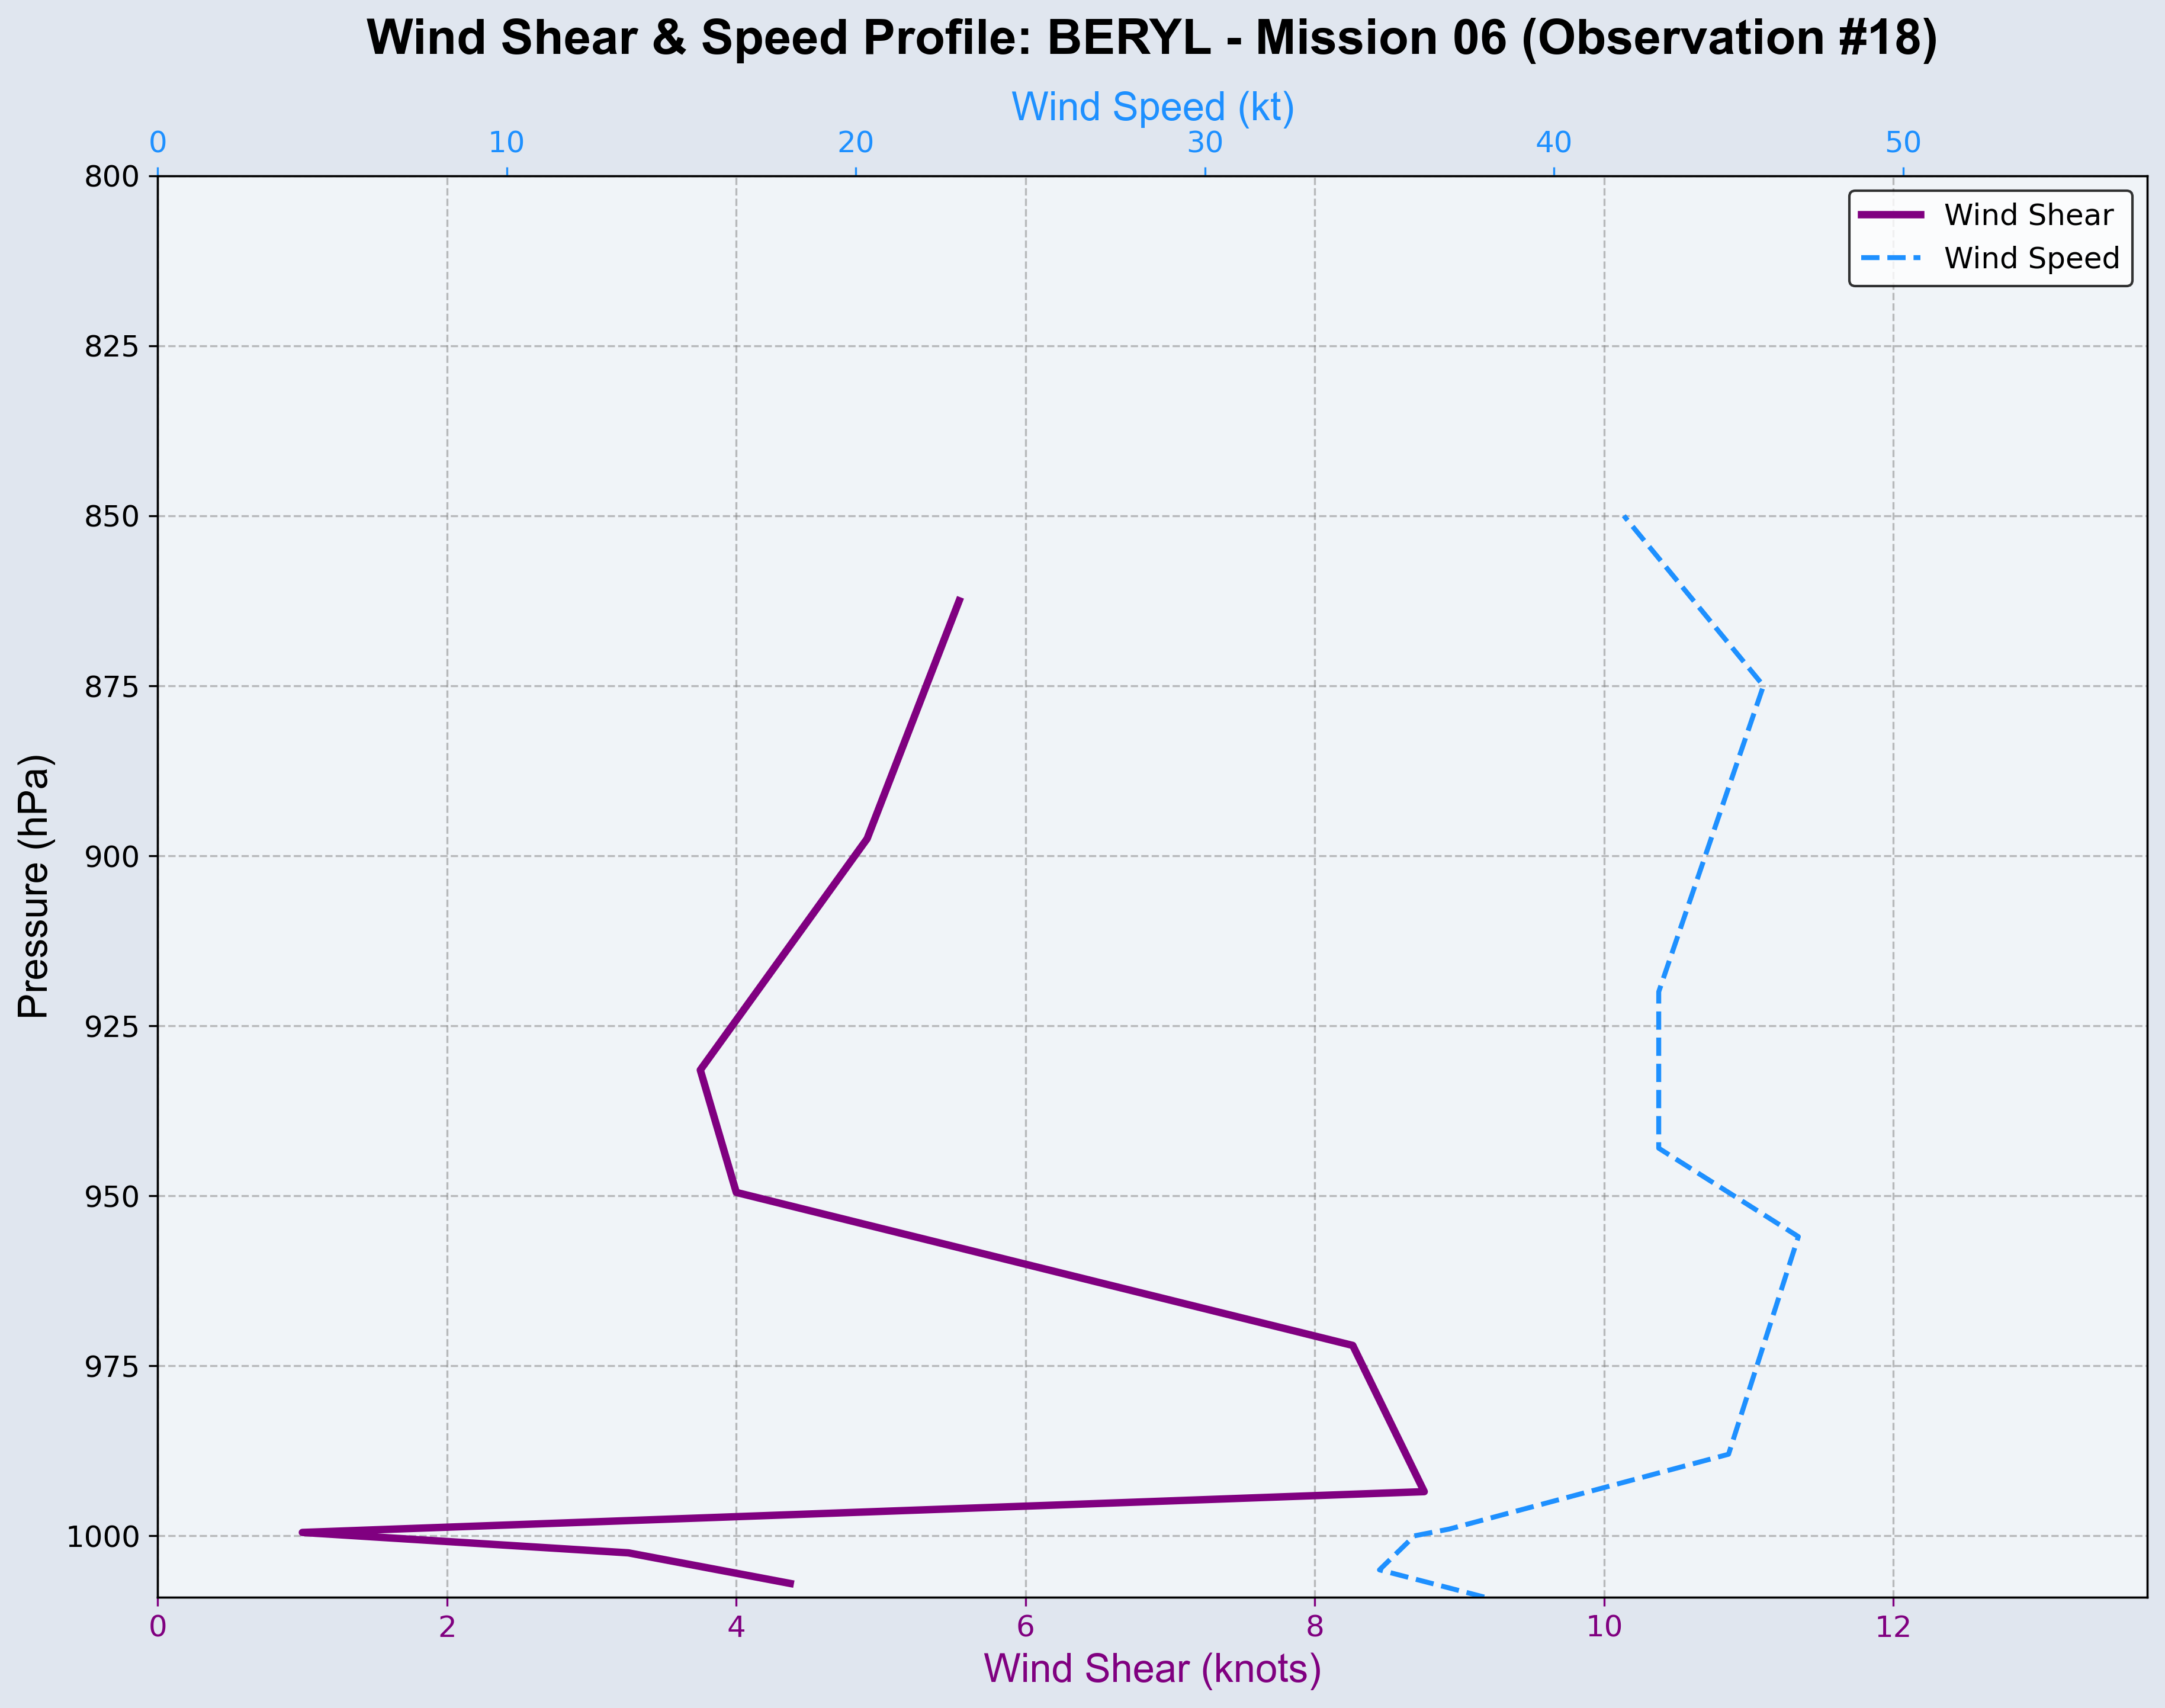 Wind Shear & Speed Profile: BERYL - Mission 06 (Observation #18)
Wind Speed (kt)
0 10 20 30 40 50
Wind Shear
Wind Speed
800
825
850
875
900
925
950
975
1000
Pressure (hPa)
0 2 4 6 8 10 12
Wind Shear (knots)